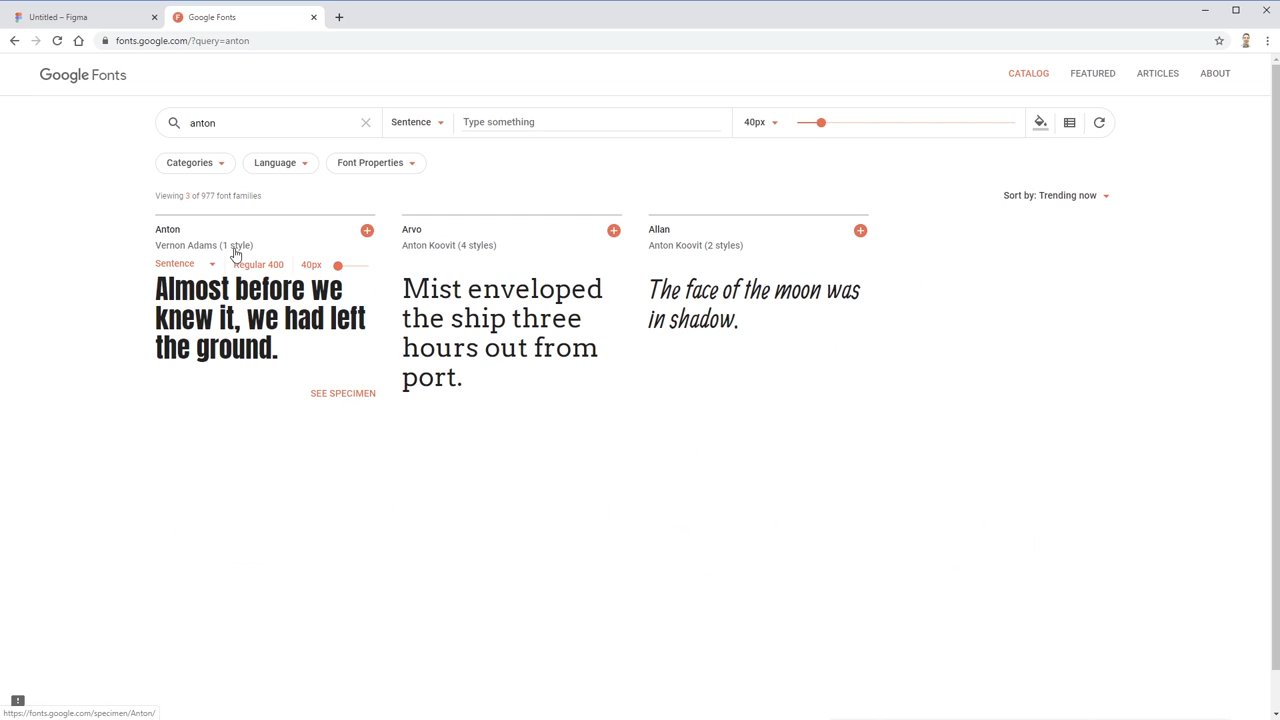 Untitled – Figma
Google Fonts
fonts.google.com/?query=anton
Google Fonts
CATALOG
FEATURED
ARTICLES
ABOUT
anton
Sentence
Type something
40px
Categories
Language
Font Properties
Viewing 3 of 977 font families
Sort by: Trending now
Anton
Vernon Adams (1 style)
Sentence
Regular 400
40px
Almost before we
knew it, we had left
the ground.
SEE SPECIMEN
Arvo
Anton Koovit (4 styles)
Mist enveloped
the ship three
hours out from
port.
Allan
Anton Koovit (2 styles)
The face of the moon was
in shadow.
https://fonts.google.com/specimen/Anton/